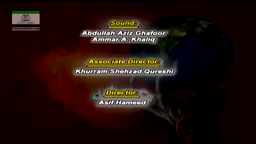 Sound:
Abdullah Aziz Ghafoor
Ammar A. Khaliq
Associate Director
Khurram Shehzad Qureshi
Director
Asif Hameed